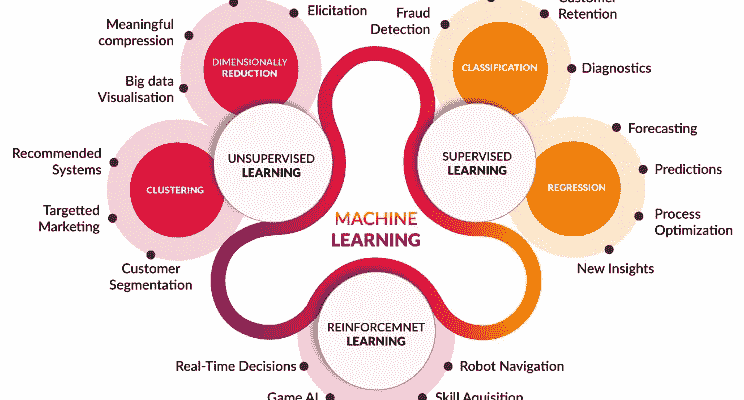 Elicitation
Meaningful
compression
DIMENSIONALLY
REDUCTION
Big data
Visualisation
Recommended
Systems
CLUSTERING
Targetted
Marketing
Customer
Segmentation
UNSUPERVISED
LEARNING
Fraud
Detection
Customer
Retention
CLASSIFICATION
Diagnostics
SUPERVISED
LEARNING
Forecasting
Predictions
REGRESSION
Process
Optimization
New Insights
MACHINE
LEARNING
REINFORCEMNET
LEARNING
Real-Time Decisions
Robot Navigation
Game AI
Skill Aquisition